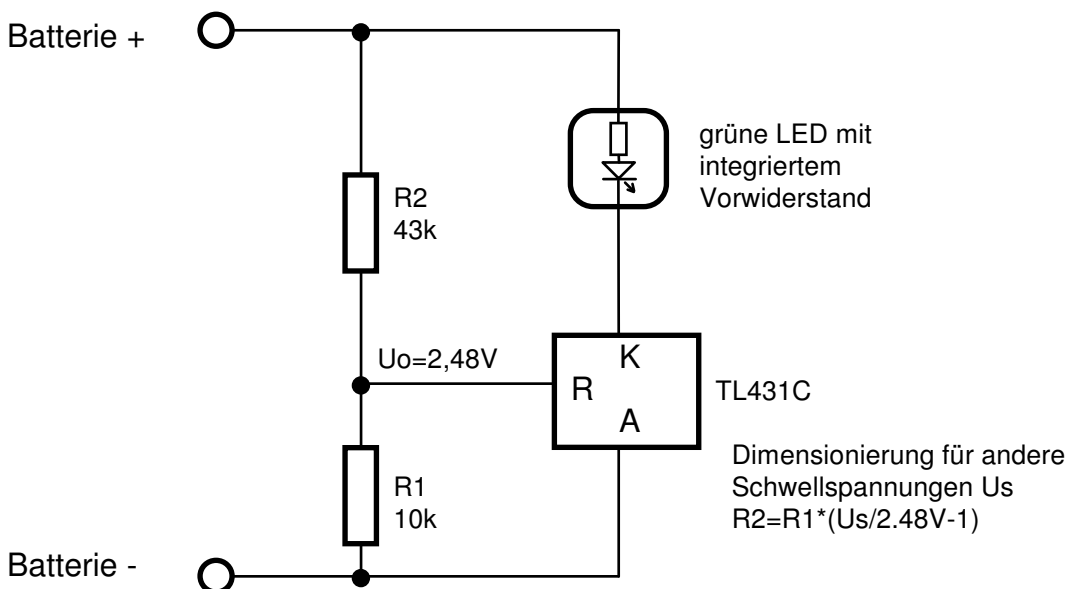 Batterie +
grüne LED mit
integriertem
Vorwiderstand
R2
43k
Uo=2,48V
K
R
A
TL431C
R1
10k
Dimensionierung für andere
Schwellspannungen Us
R2=R1*(Us/2.48V-1)
Batterie -